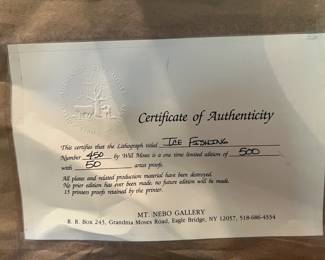 Certificate of Authenticity
This certifies that the Lithograph titled ICE FISHING
Number 450 by Will Moses is a one time limited edition of 500
with 50 artist proofs.
All plates and related production material have been destroyed.
No prior edition has ever been made, no future edition will be made.
15 printers proofs retained by the printer.
MT. NEBO GALLERY
R. R. Box 243, Grandma Moses Road, Eagle Bridge, NY 12057, 518-686-4334